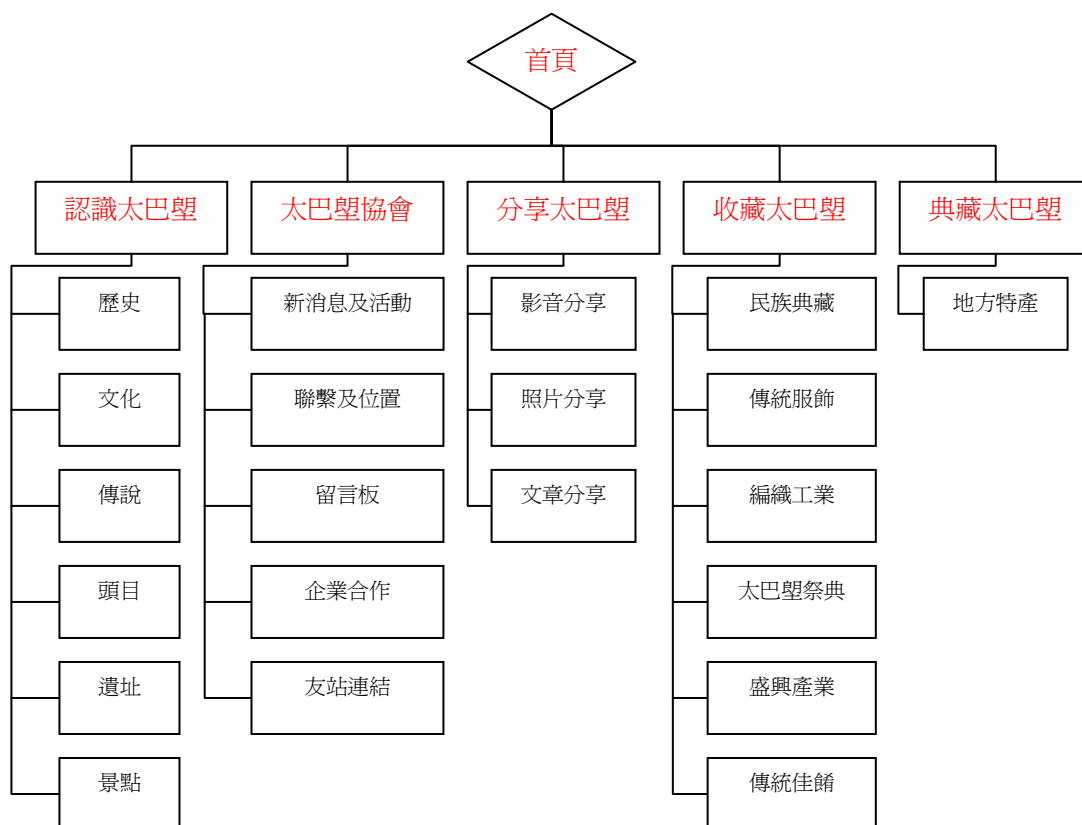 首頁
認識太巴塱
太巴塱協會
分享太巴塱
收藏太巴塱
典藏太巴塱
歷史
文化
傳說
頭目
遺址
景點
新消息及活動
聯繫及位置
留言板
企業合作
友站連結
影音分享
照片分享
文章分享
民族典藏
傳統服飾
編織工業
太巴塱祭典
盛興產業
傳統佳餚
地方特產